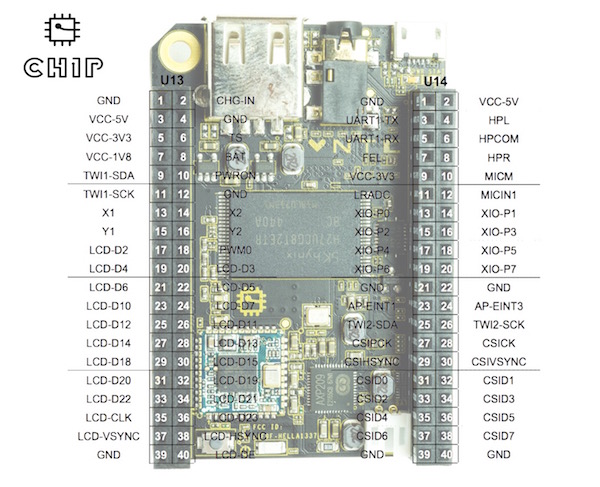 CHIP
U13 U14
GND 1 2 CHG-IN GND 1 2 VCC-5V
VCC-5V 3 4 GND UART1-TX 3 4 HPL
VCC-3V3 5 6 TS UART1-RX 5 6 HPCOM
VCC-1V8 7 8 BAT FEL 7 8 HPR
TWI1-SDA 9 10 PWRON VCC-3V3 9 10 MICM
TWI1-SCK 11 12 GND LRADC 11 12 MICIN1
X1 13 14 X2 XIO-P0 13 14 XIO-P1
Y1 15 16 Y2 XIO-P2 15 16 XIO-P3
LCD-D2 17 18 PWM0 XIO-P4 17 18 XIO-P5
LCD-D4 19 20 LCD-D3 XIO-P6 19 20 XIO-P7
LCD-D6 21 22 LCD-D5 GND 21 22 GND
LCD-D10 23 24 LCD-D7 AP-EINT1 23 24 AP-EINT3
LCD-D12 25 26 LCD-D11 TWI2-SDA 25 26 TWI2-SCK
LCD-D14 27 28 LCD-D13 CSIPCK 27 28 CSICK
LCD-D18 29 30 LCD-D15 CSIHSYNC 29 30 CSIVSYNC
LCD-D20 31 32 LCD-D19 CSID0 31 32 CSID1
LCD-D22 33 34 LCD-D21 CSID2 33 34 CSID3
LCD-CLK 35 36 LCD-D23 CSID4 35 36 CSID5
LCD-VSYNC 37 38 LCD-HSYNC CSID6 37 38 CSID7
GND 39 40 LCD-DE GND 39 40 GND
SKhynix
H27UCG8T2ETR
AXP209
FCC ID: